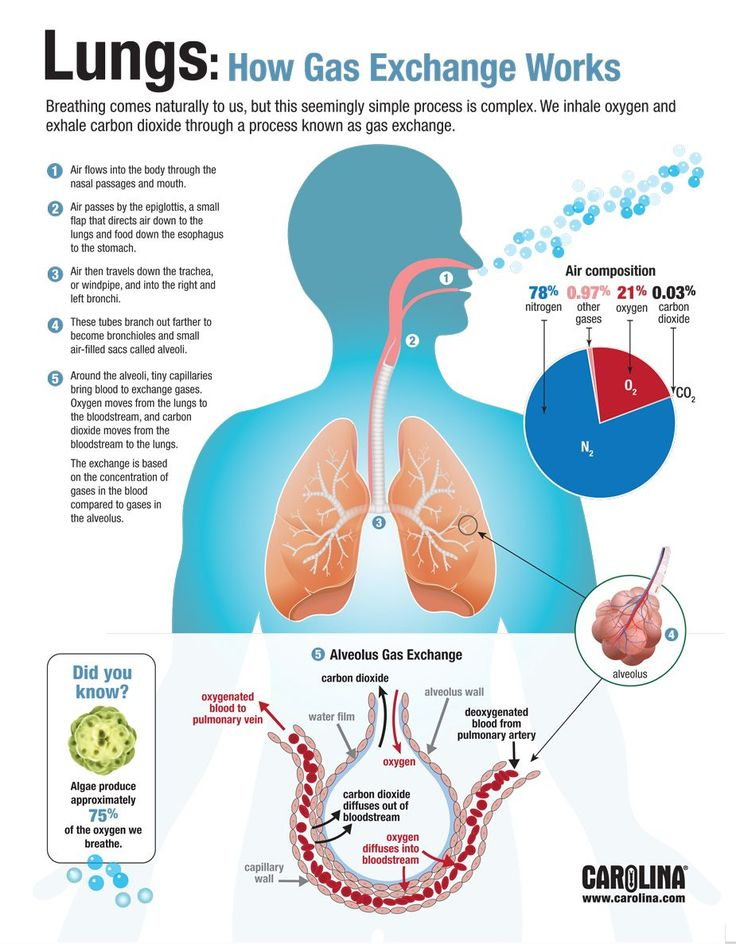 Lungs: How Gas Exchange Works
Breathing comes naturally to us, but this seemingly simple process is complex. We inhale oxygen and
exhale carbon dioxide through a process known as gas exchange.
1 Air flows into the body through the
nasal passages and mouth.
2 Air passes by the epiglottis, a small
flap that directs air down to the
lungs and food down the esophagus
to the stomach.
3 Air then travels down the trachea,
or windpipe, and into the right and
left bronchi.
4 These tubes branch out farther to
become bronchioles and small
air-filled sacs called alveoli.
5 Around the alveoli, tiny capillaries
bring blood to exchange gases.
Oxygen moves from the lungs to
the bloodstream, and carbon
dioxide moves from the
bloodstream to the lungs.
The exchange is based
on the concentration of
gases in the blood
compared to gases in
the alveolus.
1
2
3
Air composition
78% 0.97% 21% 0.03%
nitrogen other oxygen carbon
gases dioxide
O2
CO2
N2
4
alveolus
Did you
know?
Algae produce
approximately
75%
of the oxygen we
breathe.
5 Alveolus Gas Exchange
carbon dioxide
oxygenated
blood to
pulmonary vein
water film
alveolus wall
deoxygenated
blood from
pulmonary artery
oxygen
carbon dioxide
diffuses out of
bloodstream
oxygen
diffuses into
bloodstream
capillary
wall
CAROLINA®
www.carolina.com